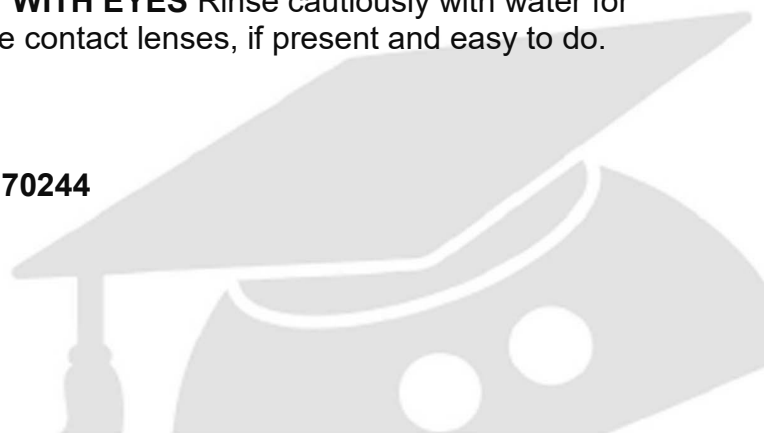 WITH EYES Rinse cautiously with water for
e contact lenses, if present and easy to do.
70244